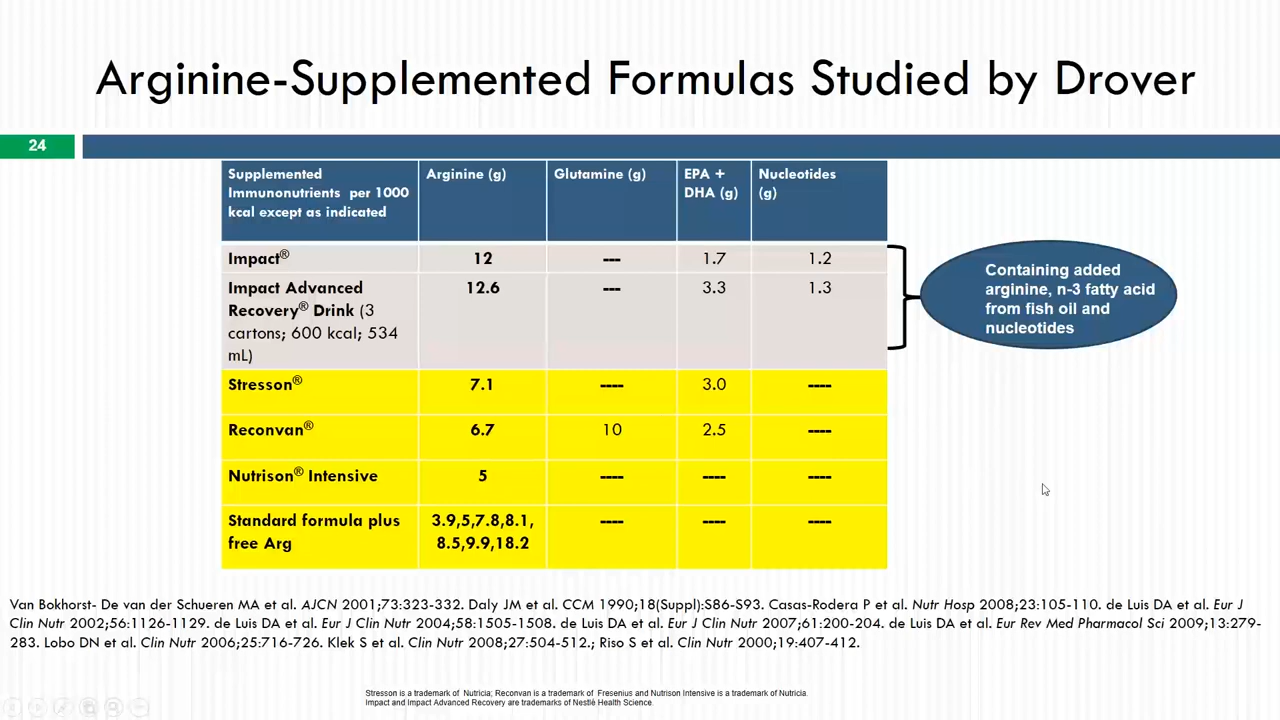 Arginine-Supplemented Formulas Studied by Drover
24
Supplemented
Immunonutrients per 1000
kcal except as indicated
Arginine (g)
Glutamine (g)
EPA +
DHA (g)
Nucleotides
(g)
Impact®
12
---
1.7
1.2
Impact Advanced
Recovery® Drink (3
cartons; 600 kcal; 534
mL)
12.6
---
3.3
1.3
Stresson®
7.1
----
3.0
----
Reconvan®
6.7
10
2.5
----
Nutrison® Intensive
5
----
----
----
Standard formula plus
free Arg
3.9,5,7.8,8.1,
8.5,9.9,18.2
----
----
----
Containing added
arginine, n-3 fatty acid
from fish oil and
nucleotides
Van Bokhorst- De van der Schueren MA et al. AJCN 2001;73:323-332. Daly JM et al. CCM 1990;18(Suppl):S86-S93. Casas-Rodera P et al. Nutr Hosp 2008;23:105-110. de Luis DA et al. Eur J
Clin Nutr 2002;56:1126-1129. de Luis DA et al. Eur J Clin Nutr 2004;58:1505-1508. de Luis DA et al. Eur J Clin Nutr 2007;61:200-204. de Luis DA et al. Eur Rev Med Pharmacol Sci 2009;13:279-
283. Lobo DN et al. Clin Nutr 2006;25:716-726. Klek S et al. Clin Nutr 2008;27:504-512.; Riso S et al. Clin Nutr 2000;19:407-412.
Stresson is a trademark of Nutricia; Reconvan is a trademark of Fresenius and Nutrison Intensive is a trademark of Nutricia.
Impact and Impact Advanced Recovery are trademarks of Nestlé Health Science.